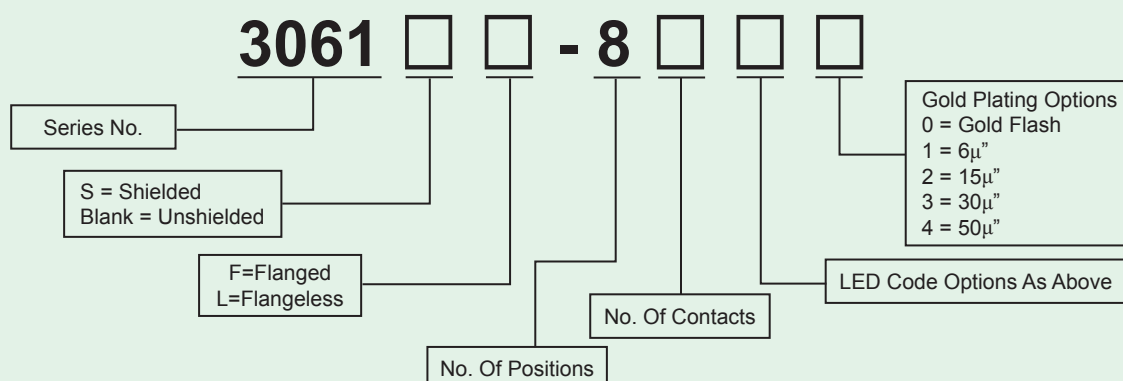 3061 □ □ - 8 □ □ □
Series No.
S = Shielded
Blank = Unshielded
F=Flanged
L=Flangeless
No. Of Positions
No. Of Contacts
LED Code Options As Above
Gold Plating Options
0 = Gold Flash
1 = 6µ”
2 = 15µ”
3 = 30µ”
4 = 50µ”